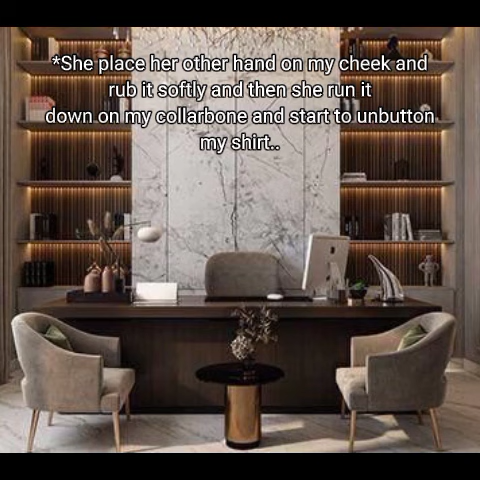 *She place her other hand on my cheek and
rub it softly and then she run it
down on my collarbone and start to unbutton
my shirt..